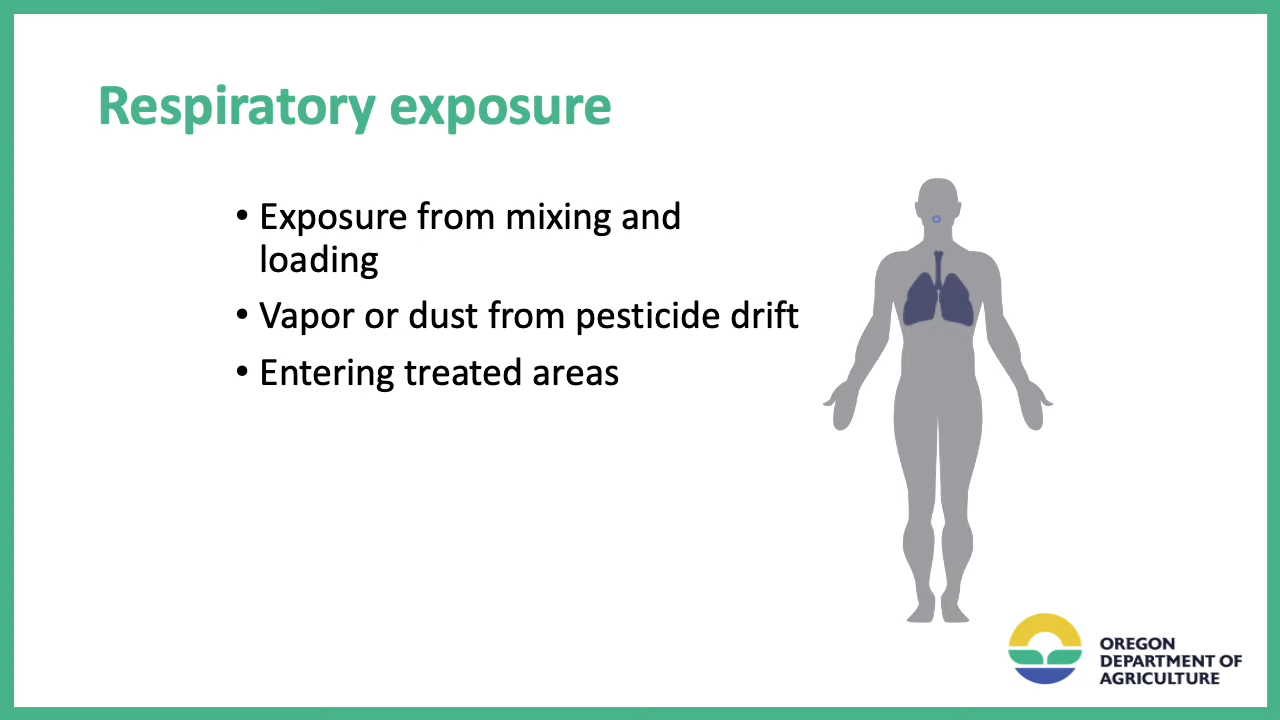 Respiratory exposure
• Exposure from mixing and
loading
• Vapor or dust from pesticide drift
• Entering treated areas
OREGON
DEPARTMENT OF
AGRICULTURE